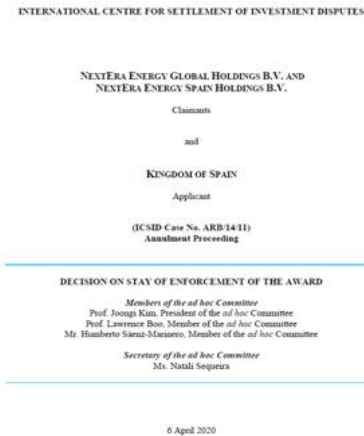 INTERNATIONAL CENTRE FOR SETTLEMENT OF INVESTMENT DISPUTES
NEXTERA ENERGY GLOBAL HOLDINGS B.V. AND
NEXTERA ENERGY SPAIN HOLDINGS B.V.
Claimants
and
KINGDOM OF SPAIN
Applicant
(ICSID Case No. ARB/14/11)
Annulment Proceeding
DECISION ON STAY OF ENFORCEMENT OF THE AWARD
Members of the ad hoc Committee
Prof. Joongi Kim, President of the ad hoc Committee
Prof. Lawrence Boo, Member of the ad hoc Committee
Mr. Humberto Sáenz-Marinero, Member of the ad hoc Committee
Secretary of the ad hoc Committee
Ms. Natali Sequeira
6 April 2020